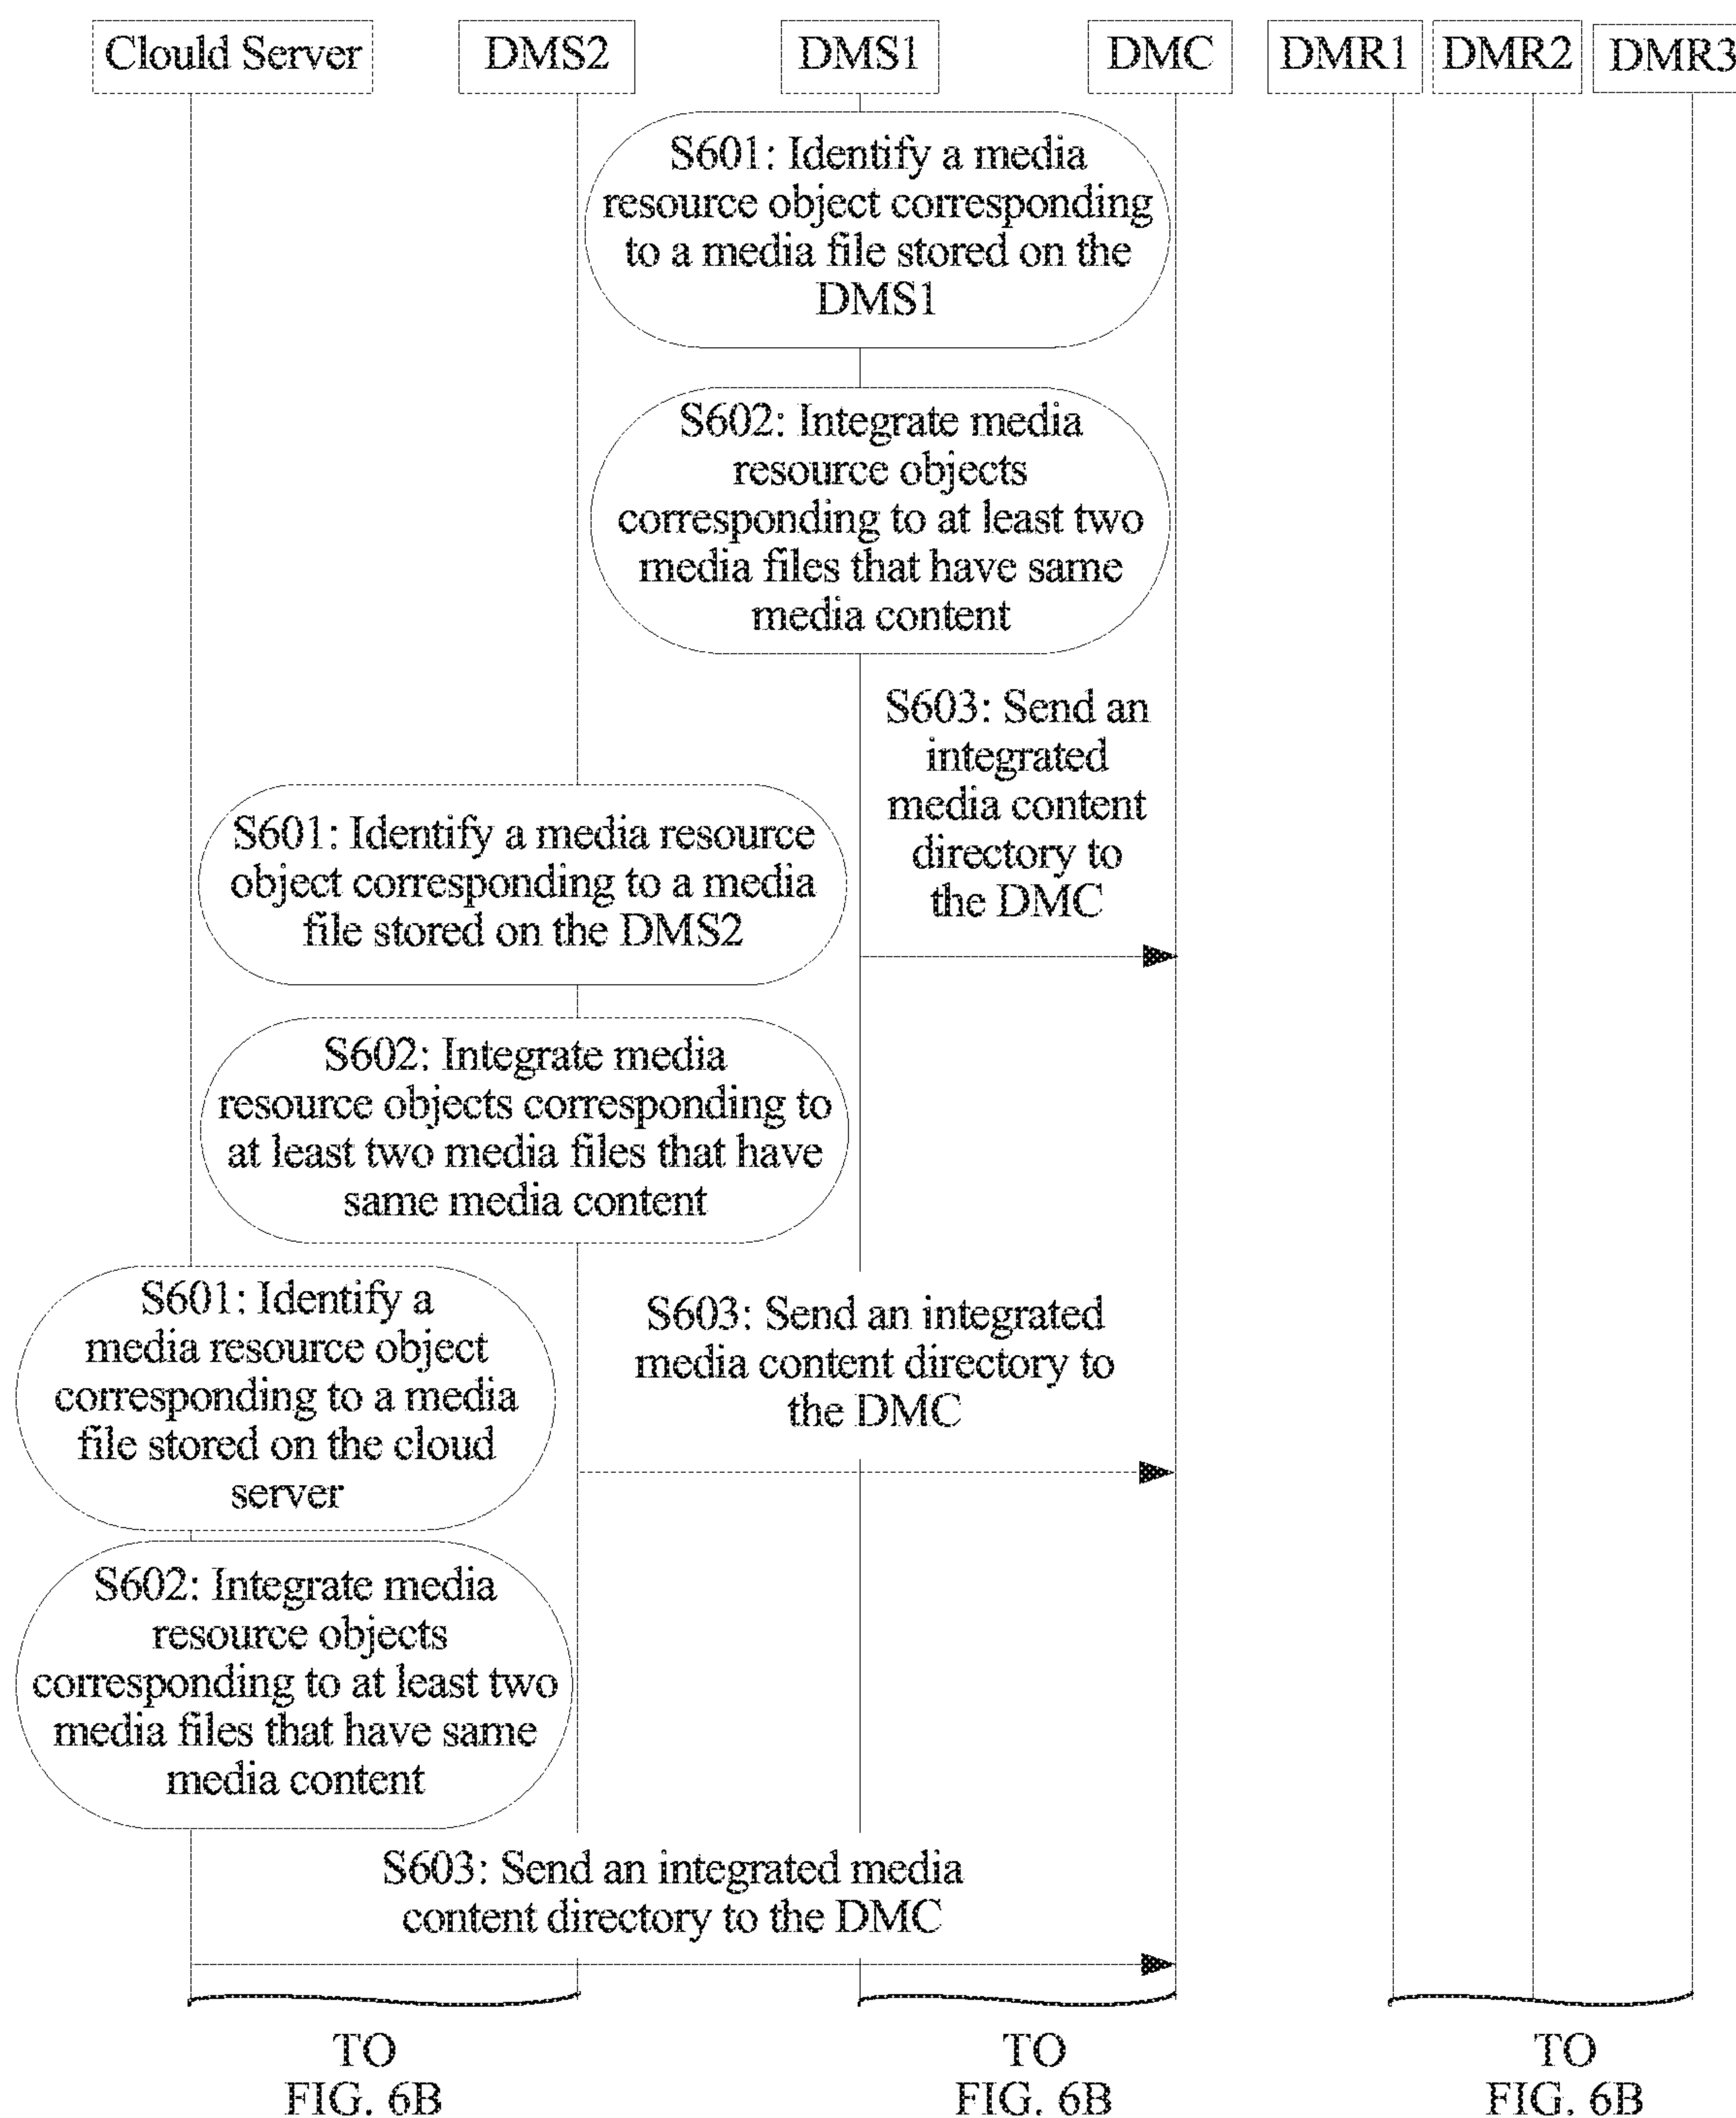 Clould Server
DMS2
DMS1
DMC
DMR1
DMR2
DMR3
S601: Identify a media
resource object corresponding
to a media file stored on the
DMS1
S602: Integrate media
resource objects
corresponding to at least two
media files that have same
media content
S603: Send an
integrated
media content
directory to
the DMC
S601: Identify a media resource
object corresponding to a media
file stored on the DMS2
S602: Integrate media
resource objects corresponding to
at least two media files that have
same media content
S603: Send an integrated
media content directory to
the DMC
S601: Identify a
media resource object
corresponding to a media
file stored on the cloud
server
S602: Integrate media
resource objects
corresponding to at least two
media files that have same
media content
S603: Send an integrated media
content directory to the DMC
TO
FIG. 6B
TO
FIG. 6B
TO
FIG. 6B